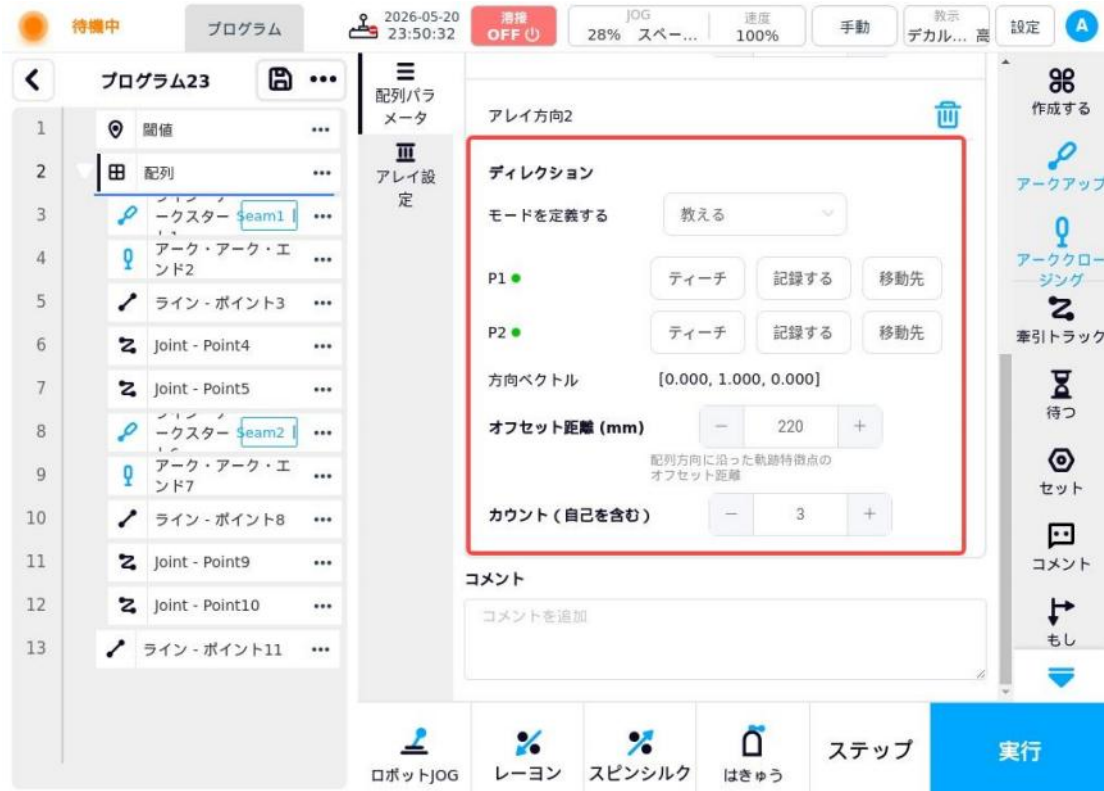 待機中
プログラム
2026-05-20
23:50:32
溶接
OFF
JOG
28% スペー...
速度
100%
手動
教示
デカル... 高
設定
A
プログラム23
1 閾値
2 配列
3 ークスター Seam1
4 アーク・アーク・エ
ンド2
5 ライン - ポイント3
6 Joint - Point4
7 Joint - Point5
8 ークスター Seam2
9 アーク・アーク・エ
ンド7
10 ライン - ポイント8
11 Joint - Point9
12 Joint - Point10
13 ライン - ポイント11
配列パラ
メータ
アレイ設
定
アレイ方向2
ディレクション
モードを定義する 教える
P1 ティーチ 記録する 移動先
P2 ティーチ 記録する 移動先
方向ベクトル [0.000, 1.000, 0.000]
オフセット距離 (mm) − 220 +
配列方向に沿った軌跡特徴点の
オフセット距離
カウント ( 自己を含む ) − 3 +
コメント
コメントを追加
作成する
アークアップ
アーククロー
ジング
牽引トラック
待つ
セット
コメント
もし
ロボットJOG
レーヨン
スピンシルク
はきゅう
ステップ
実行